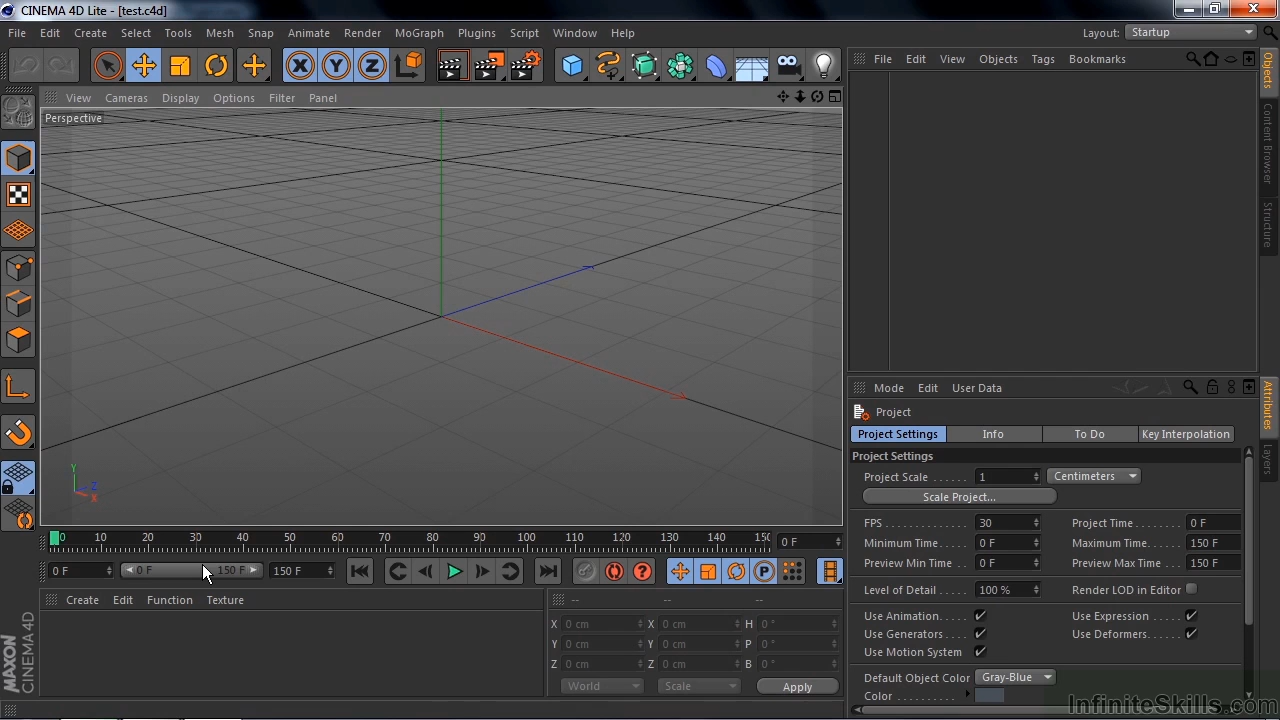 CINEMA 4D Lite - [test.c4d]
File Edit Create Select Tools Mesh Snap Animate Render MoGraph Plugins Script Window Help Layout: Startup
File Edit View Objects Tags Bookmarks
View Cameras Display Options Filter Panel
Perspective
X Y Z
Objects
Content Browser
Structure
Y
Z
X
Mode Edit User Data
Attributes
Layers
Project
Project Settings Info To Do Key Interpolation
Project Settings
Project Scale ...... 1 Centimeters
Scale Project...
FPS ............. 30 Project Time ........ 0 F
Minimum Time ..... 0 F Maximum Time ..... 150 F
Preview Min Time .. 0 F Preview Max Time .. 150 F
Level of Detail ..... 100 % Render LOD in Editor
Use Animation ..... Use Expression .....
Use Generators ..... Use Deformers .....
Use Motion System
Default Object Color Gray-Blue
Color ..........
0 10 20 30 40 50 60 70 80 90 100 110 120 130 140 150 0 F
0 F 0 F 150 F 150 F P
Create Edit Function Texture
-- -- --
X 0 cm X 0 cm H 0 °
Y 0 cm Y 0 cm P 0 °
Z 0 cm Z 0 cm B 0 °
World Scale Apply
MAXON
CINEMA 4D
InfiniteSkills.com